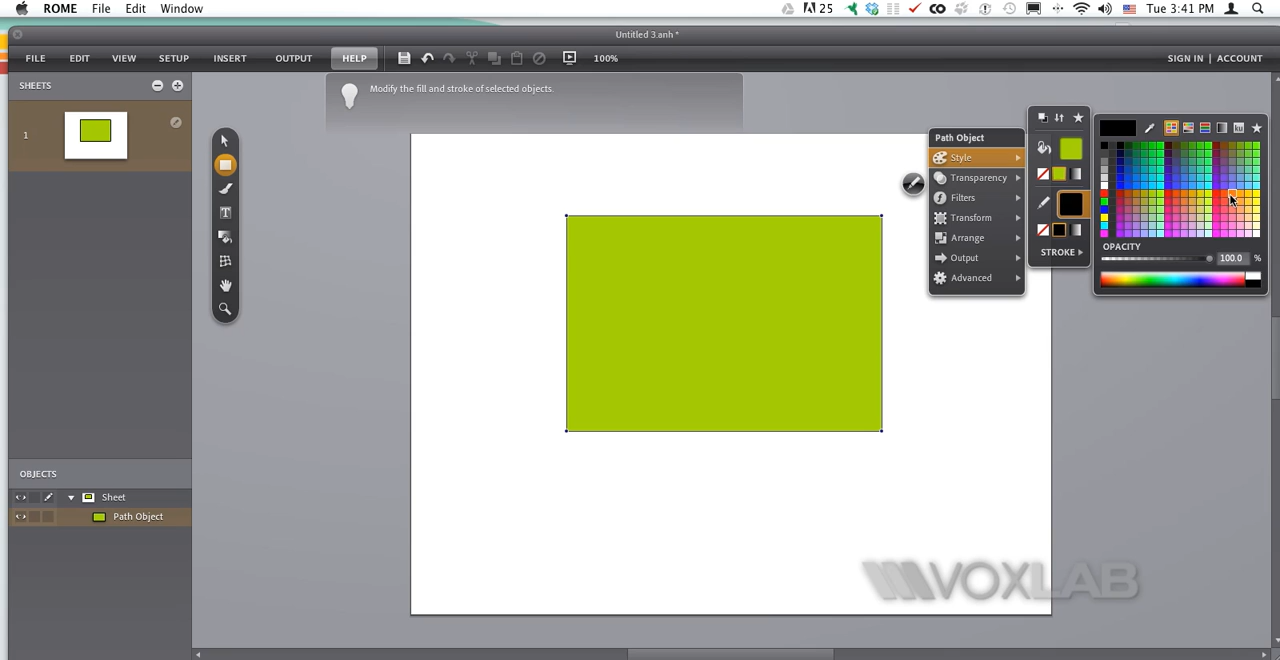 ROME File Edit Window
25 Tue 3:41 PM
Untitled 3.anh *
FILE EDIT VIEW SETUP INSERT OUTPUT HELP 100% SIGN IN | ACCOUNT
SHEETS
Modify the fill and stroke of selected objects.
1
Path Object
Style
Transparency
Filters
Transform
Arrange
Output
Advanced
STROKE
ku
OPACITY
100.0 %
OBJECTS
Sheet
Path Object
VOXLAB